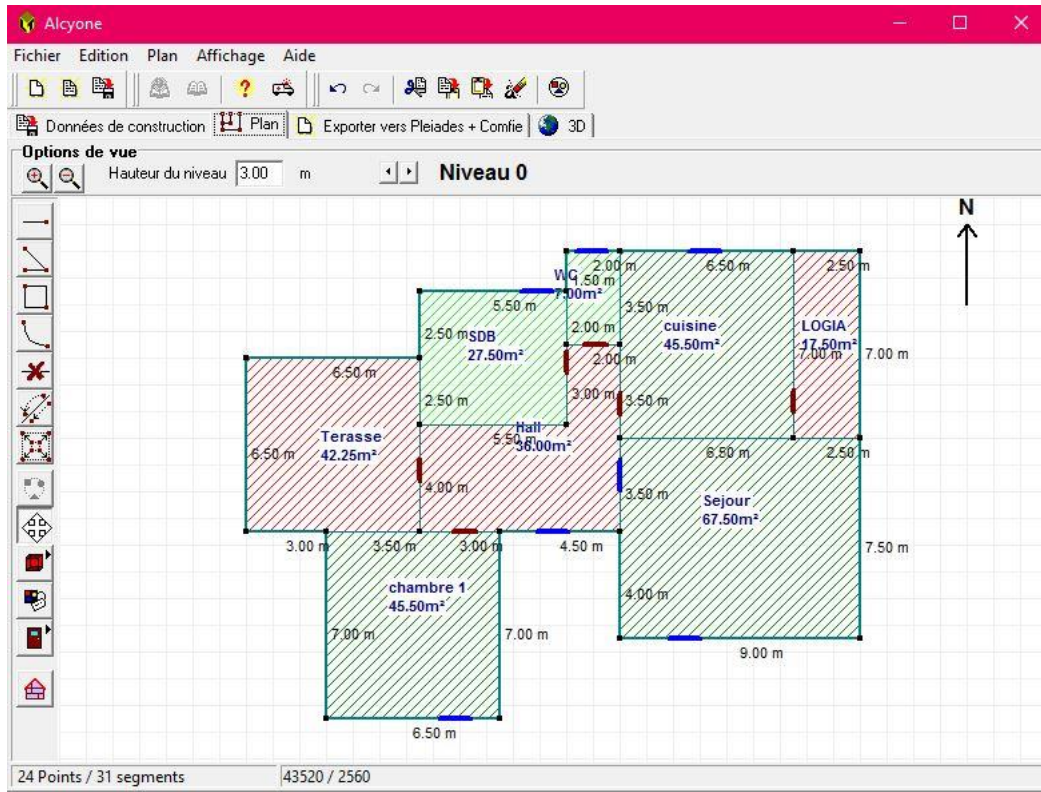 Alcyone
Fichier Edition Plan Affichage Aide
Données de construction Plan Exporter vers Pleiades + Comfie 3D
Options de vue
Hauteur du niveau 3.00 m Niveau 0
N
2.00 m 6.50 m 2.50 m
WC 1.50 m
7.00m²
5.50 m 3.50 m
2.50 m SDB 2.00 m cuisine LOGIA
27.50m² 45.50m² 17.50m²
2.00 m 7.00 m 7.00 m
6.50 m
2.50 m 3.00 m 3.50 m
Hall
Terasse 5.50 m 36.00m²
42.25m²
6.50 m 6.50 m 2.50 m
4.00 m 3.50 m Sejour
67.50m²
3.00 m 3.50 m 3.00 m 4.50 m 7.50 m
chambre 1
45.50m² 4.00 m
7.00 m 7.00 m
9.00 m
6.50 m
24 Points / 31 segments 43520 / 2560